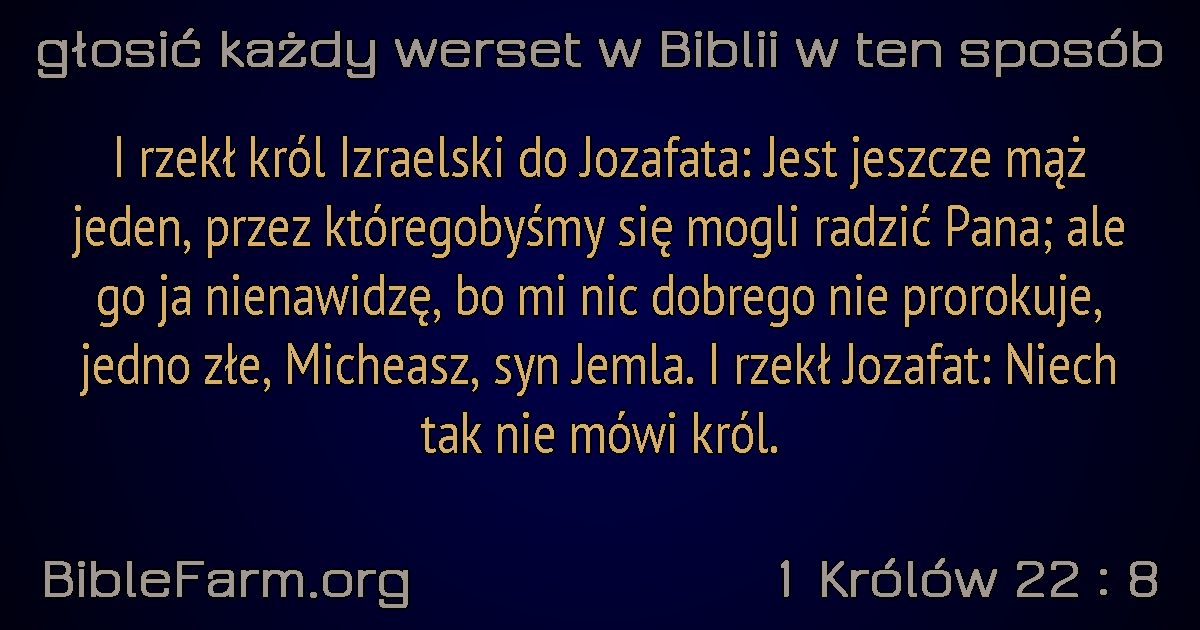 głosić każdy werset w Biblii w ten sposób
I rzekł król Izraelski do Jozafata: Jest jeszcze mąż
jeden, przez któregobyśmy się mogli radzić Pana; ale
go ja nienawidzę, bo mi nic dobrego nie prorokuje,
jedno złe, Micheasz, syn Jemla. I rzekł Jozafat: Niech
tak nie mówi król.
BibleFarm.org
1 Królów 22 : 8